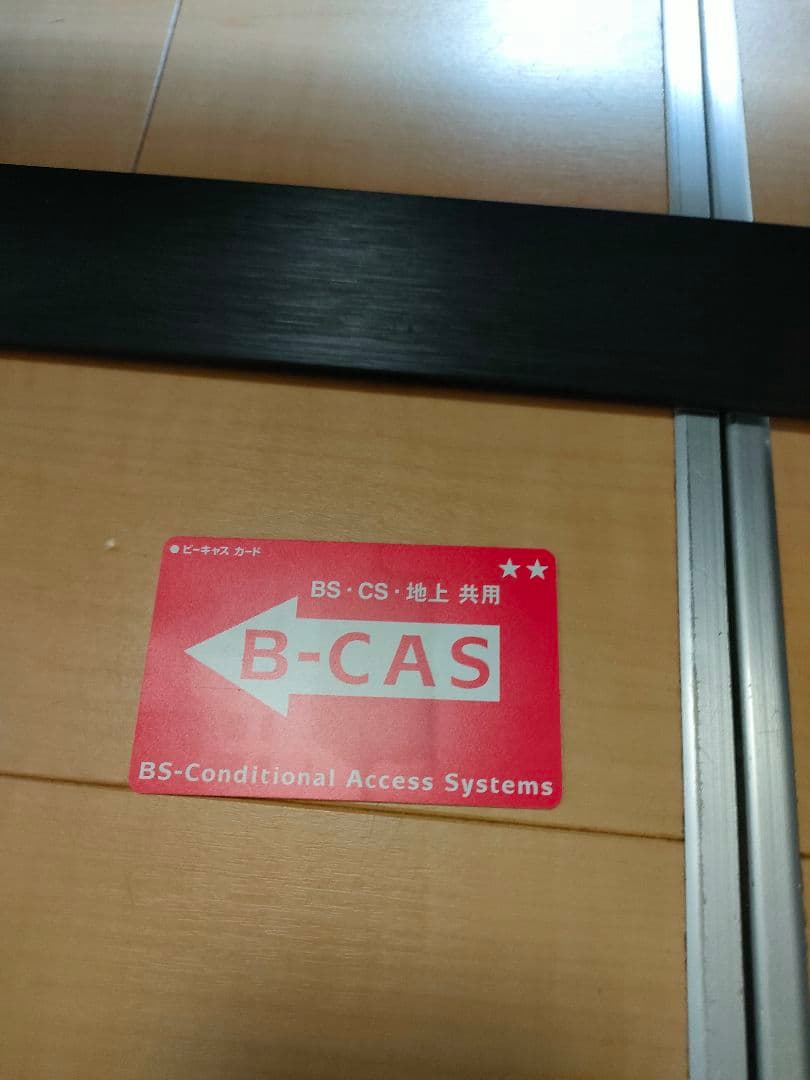 ●ビーキャス カード
★★
BS・CS・地上 共用
B-CAS
BS-Conditional Access Systems